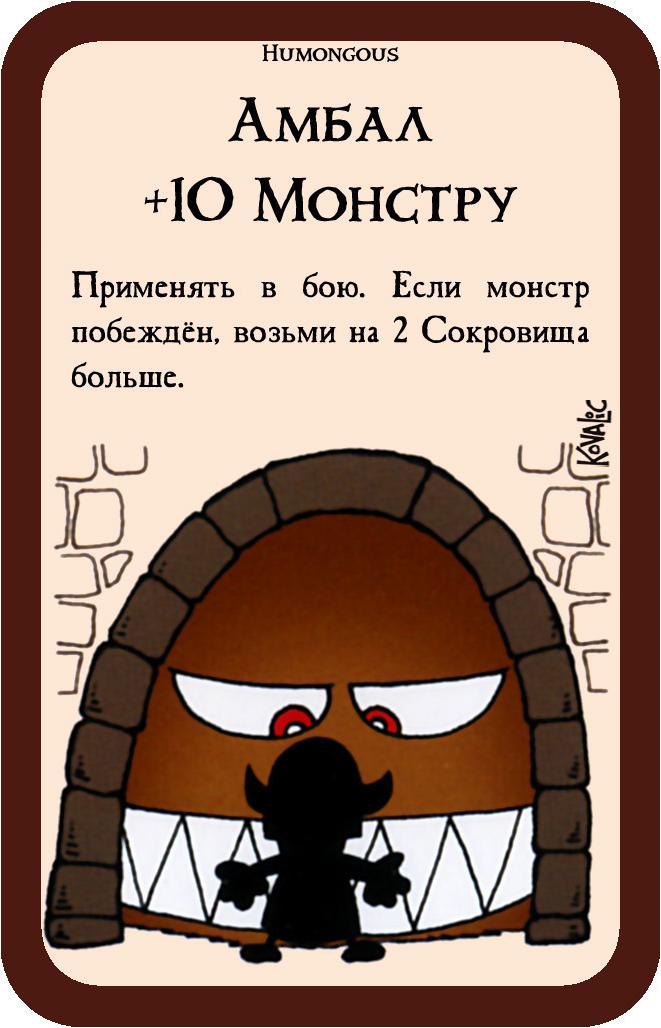 Humongous
Амбал
+10 Монстру
Применять в бою. Если монстр
побеждён, возьми на 2 Сокровища
больше.
Kovalic